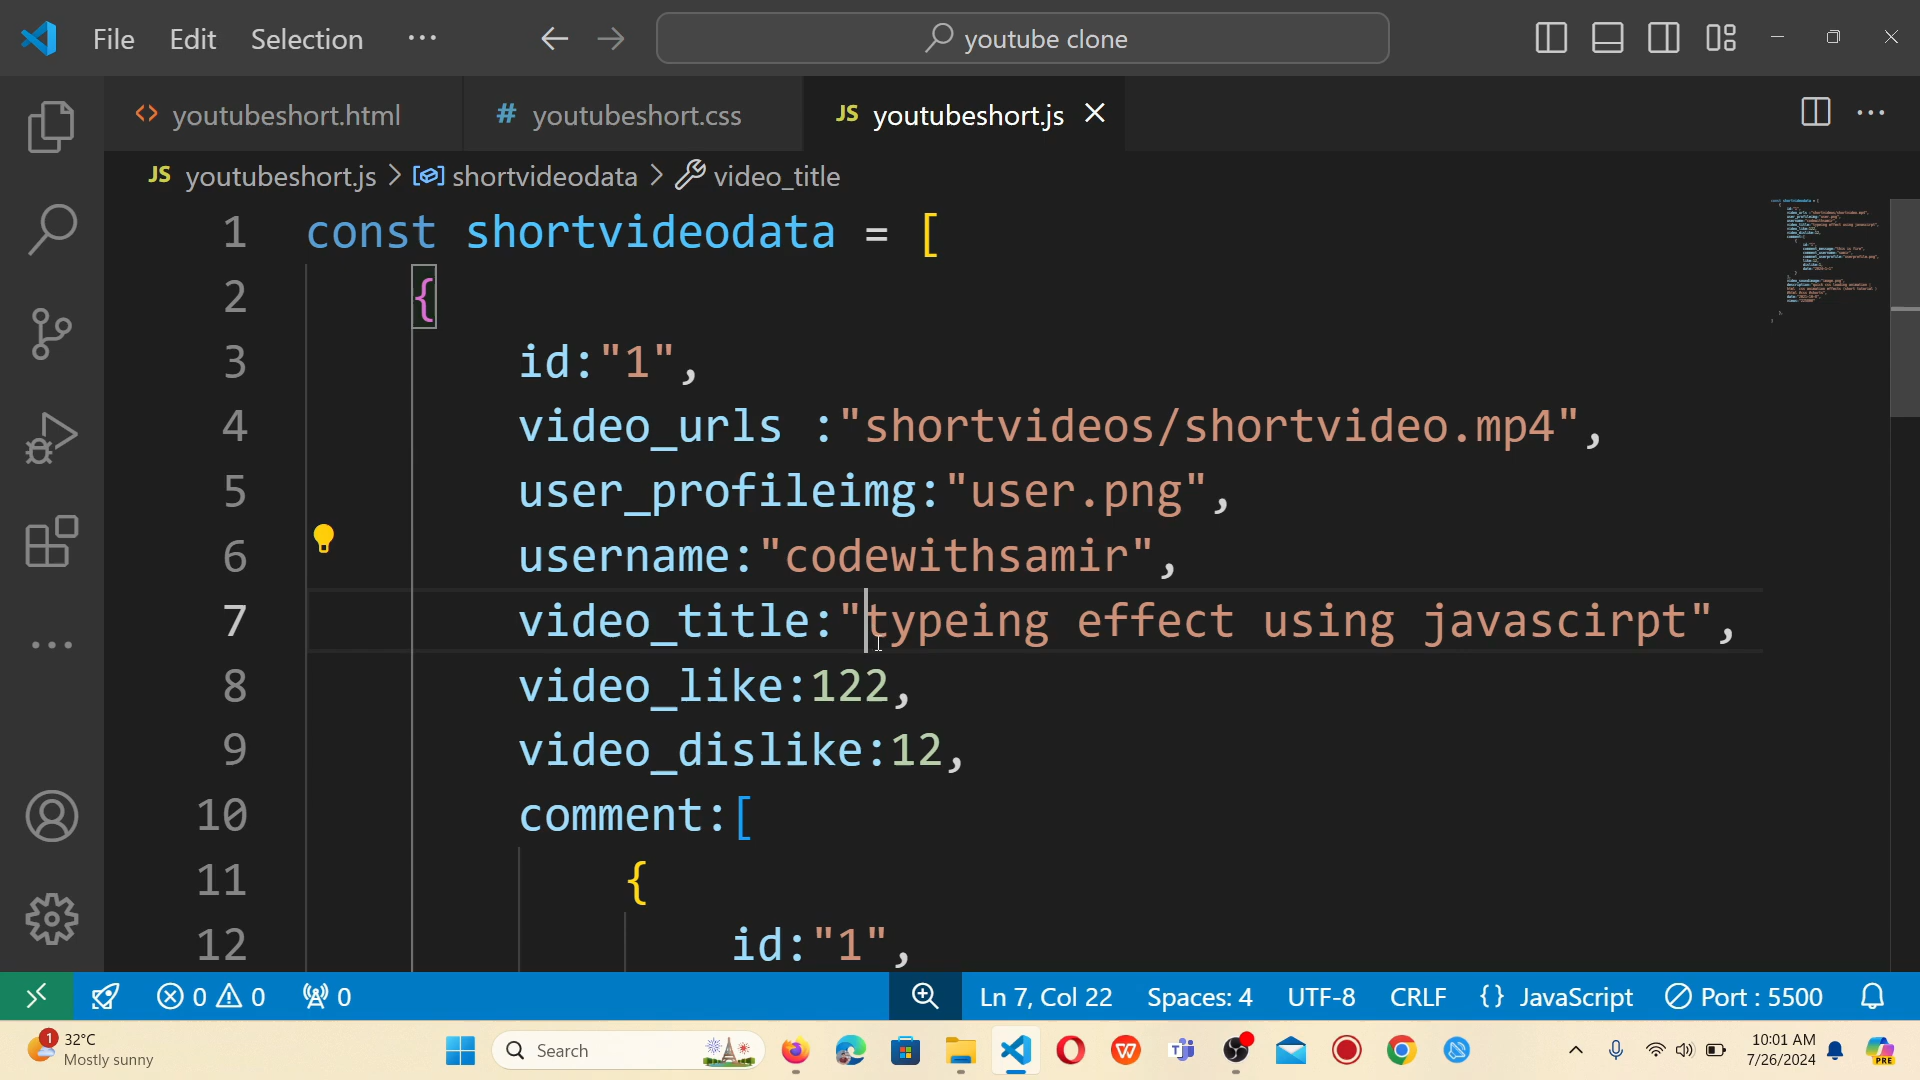 File Edit Selection ···
youtube clone
youtubeshort.html # youtubeshort.css JS youtubeshort.js
JS youtubeshort.js > shortvideodata > video_title
1 const shortvideodata = [
2 {
3 id:"1",
4 video_urls :"shortvideos/shortvideo.mp4",
5 user_profileimg:"user.png",
6 username:"codewithsamir",
7 video_title:"typeing effect using javascirpt",
8 video_like:122,
9 video_dislike:12,
10 comment:[
11 {
12 id:"1",
0 0 0 Ln 7, Col 22 Spaces: 4 UTF-8 CRLF {} JavaScript Port : 5500
1 32°C
Mostly sunny
Search
10:01 AM
7/26/2024
PRE